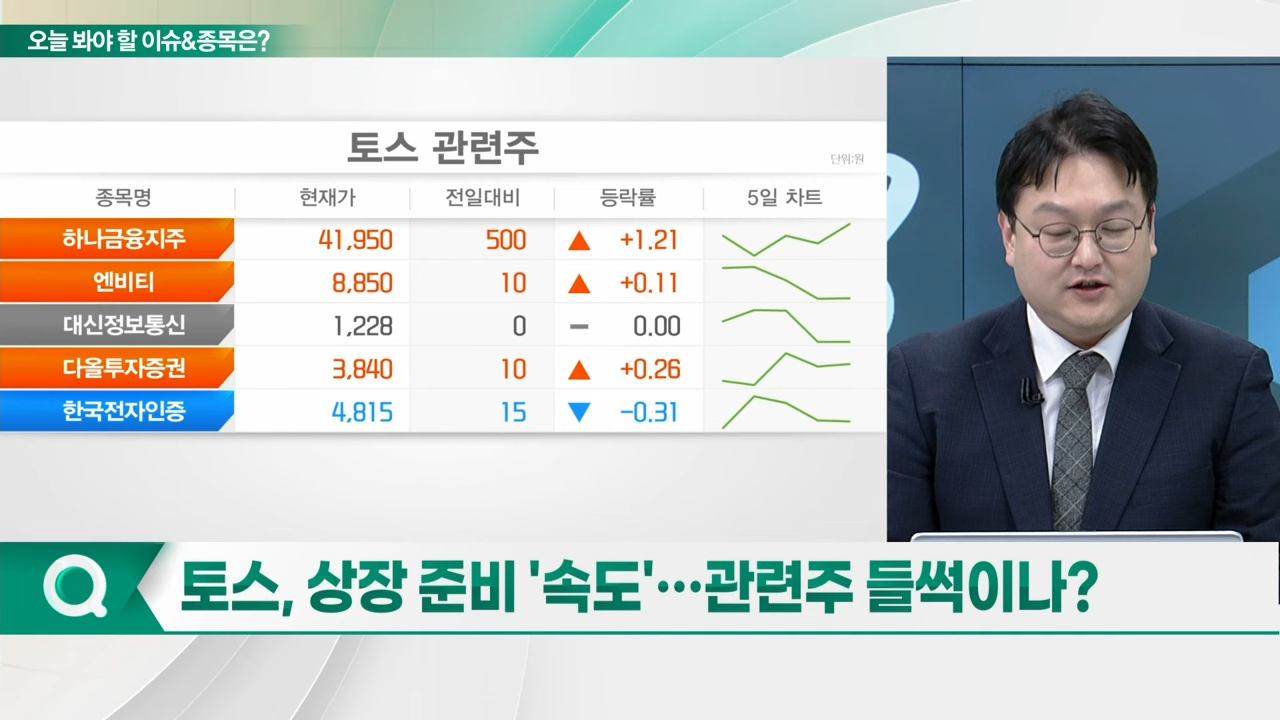 오늘 봐야 할 이슈&종목은?
토스 관련주
단위:원
종목명 현재가 전일대비 등락률 5일 차트
하나금융지주 41,950 500 ▲ +1.21
엔비티 8,850 10 ▲ +0.11
대신정보통신 1,228 0 － 0.00
다올투자증권 3,840 10 ▲ +0.26
한국전자인증 4,815 15 ▼ -0.31
토스, 상장 준비 '속도'…관련주 들썩이나?